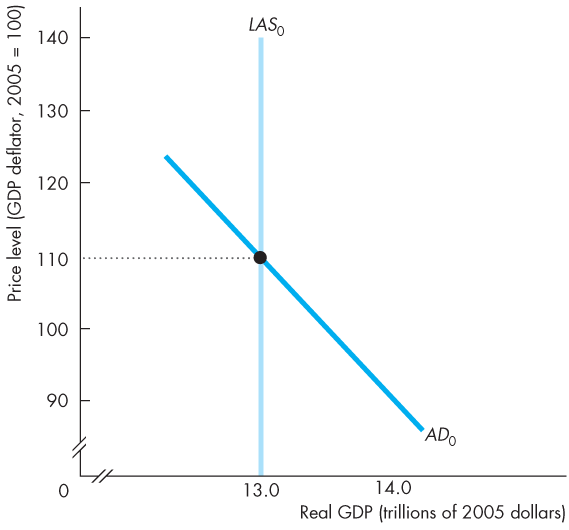 Price level (GDP deflator, 2005 = 100)
LAS0
140
130
120
110
100
90
AD0
0
13.0
14.0
Real GDP (trillions of 2005 dollars)